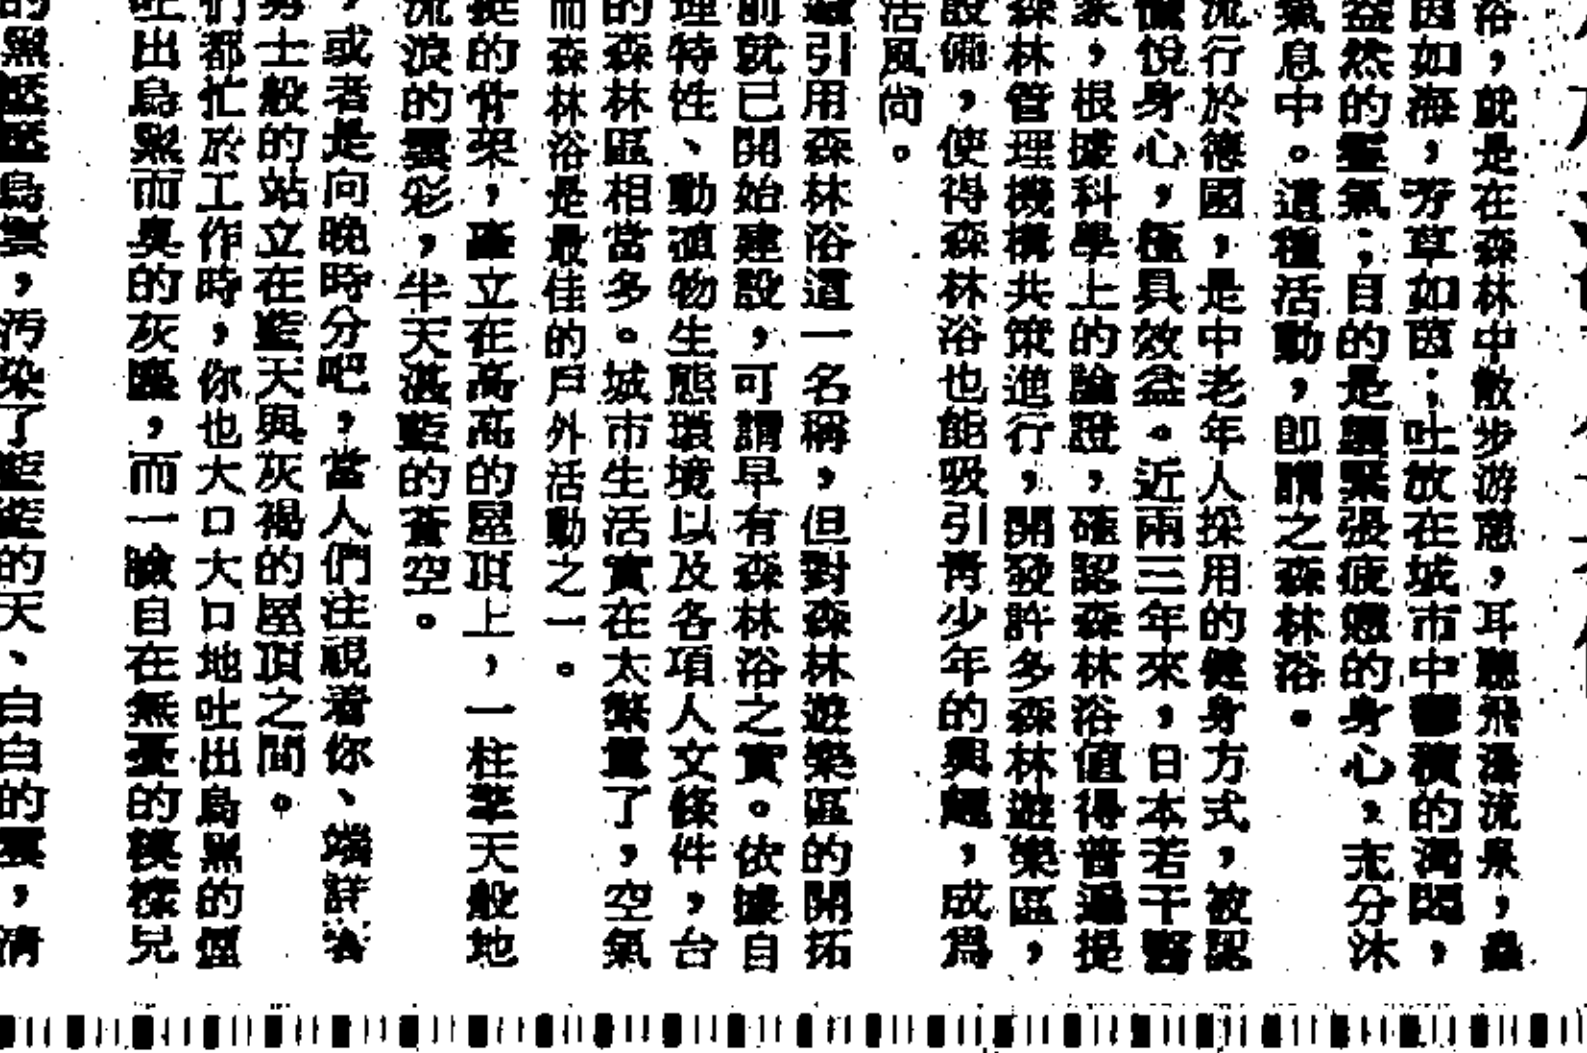 浴，就是在森林中散步游憩，耳聽飛瀑流泉，蟲
因如海，芳草如茵；吐放在城市中鬱積的濁悶，
盎然的靈氣；目的是讓緊張疲憊的身心，充分沐
氣息中。這種活動，即謂之森林浴。
流行於德國，是中老年人採用的健身方式，被認
愉悅身心，極具效益。近兩三年來，日本若干醫
家，根據科學上的論證，確認森林浴值得普遍提
森林管理機構共策進行，開發許多森林遊樂區，
設備，使得森林浴也能吸引青少年的興趣，成為
活風尚。
引用森林浴這一名稱，但對森林遊樂區的開拓
前就已開始建設，可謂早有森林浴之實。依據自
理特性、動植物生態環境以及各項人文條件，台
的森林區相當多。城市生活實在太繁重了，空氣
而森林浴是最佳的戶外活動之一。
挺的骨架，矗立在高高的屋頂上，一柱擎天般地
流浪的雲彩，半天湛藍的蒼空。
，或者是向晚時分吧，當人們注視著你、端詳著
勇士般的站立在藍天與灰褐的屋頂之間。
們都忙於工作時，你也大口大口地吐出烏黑的煙
吐出烏黑而臭的灰塵，而一臉自在無憂的模樣兒
的黑壓壓烏雲，污染了藍藍的天、白白的雲，清